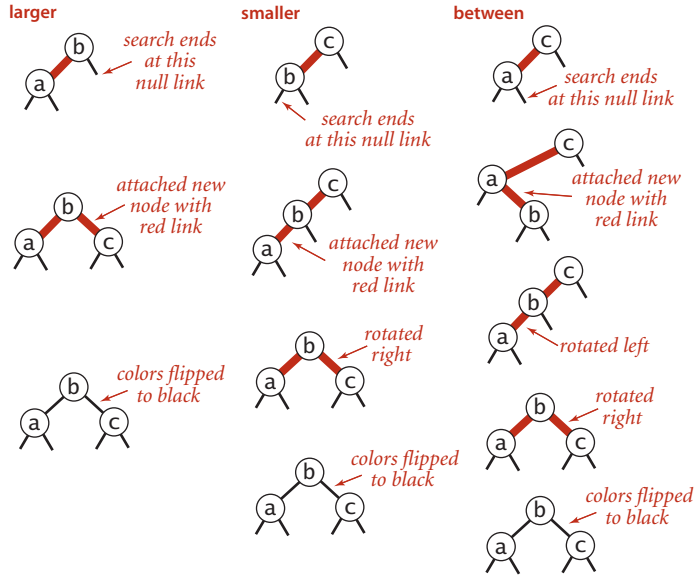 larger
b
a
search ends
at this
null link
b
a
c
attached new
node with
red link
b
a
c
colors flipped
to black
smaller
c
b
search ends
at this null link
c
b
a
attached new
node with
red link
b
a
c
rotated
right
b
a
c
colors flipped
to black
between
c
a
search ends
at this null link
c
a
b
attached new
node with
red link
c
b
a
rotated left
b
a
c
rotated
right
b
a
c
colors flipped
to black